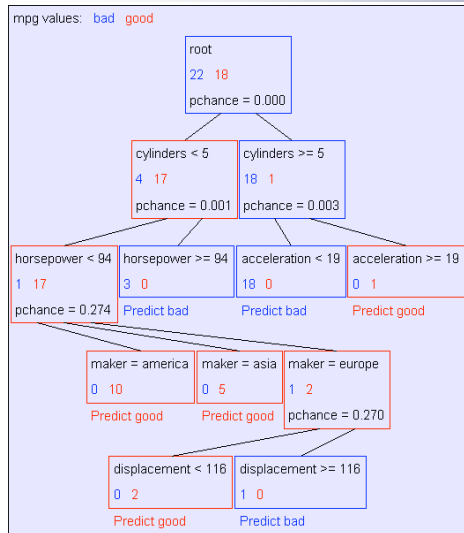 mpg values: bad good
root
22 18
pchance = 0.000
cylinders < 5
4 17
pchance = 0.001
cylinders >= 5
18 1
pchance = 0.003
horsepower < 94
1 17
pchance = 0.274
horsepower >= 94
3 0
Predict bad
acceleration < 19
18 0
Predict bad
acceleration >= 19
0 1
Predict good
maker = america
0 10
Predict good
maker = asia
0 5
Predict good
maker = europe
1 2
pchance = 0.270
displacement < 116
0 2
Predict good
displacement >= 116
1 0
Predict bad